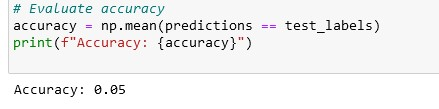 # Evaluate accuracy
accuracy = np.mean(predictions == test_labels)
print(f"Accuracy: {accuracy}")
Accuracy: 0.05